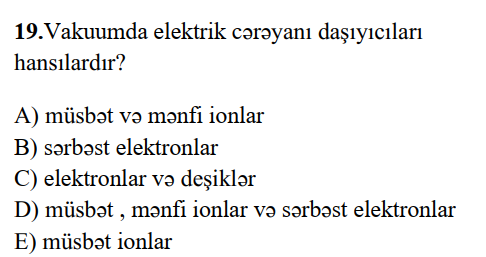 19.Vakuumda elektrik cərəyanı daşıyıcıları
hansılardır?
A) müsbət və mənfi ionlar
B) sərbəst elektronlar
C) elektronlar və deşiklər
D) müsbət , mənfi ionlar və sərbəst elektronlar
E) müsbət ionlar